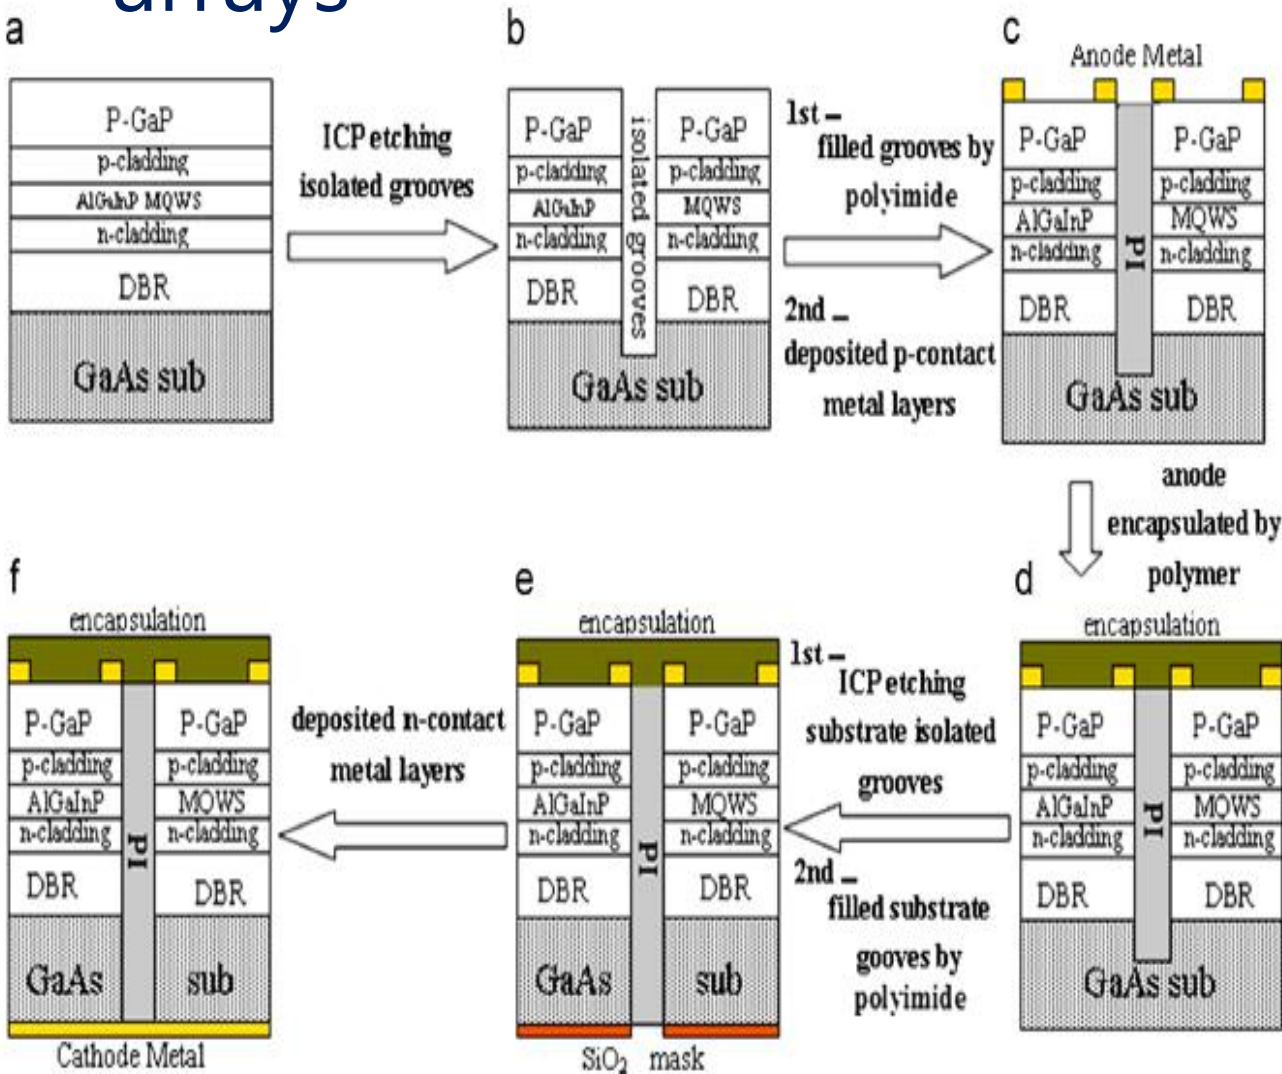 arrays
a
P-GaP
p-cladding
AlGaInP MQWS
n-cladding
DBR
GaAs sub
ICP etching
isolated grooves
b
P-GaP
p-cladding
AlGaInP
n-cladding
DBR
isolated grooves
P-GaP
p-cladding
MQWS
n-cladding
DBR
GaAs sub
1st –
filled grooves by
polyimide
2nd –
deposited p-contact
metal layers
c
Anode Metal
P-GaP
p-cladding
AlGaInP
n-cladding
DBR
PI
P-GaP
p-cladding
MQWS
n-cladding
DBR
GaAs sub
anode
encapsulated by
polymer
d
encapsulation
P-GaP
p-cladding
AlGaInP
n-cladding
DBR
PI
P-GaP
p-cladding
MQWS
n-cladding
DBR
GaAs sub
1st –
ICP etching
substrate isolated
grooves
2nd –
filled substrate
gooves by
polyimide
e
encapsulation
P-GaP
p-cladding
AlGaInP
n-cladding
DBR
GaAs
PI
P-GaP
p-cladding
MQWS
n-cladding
DBR
sub
SiO₂ mask
deposited n-contact
metal layers
f
encapsulation
P-GaP
p-cladding
AlGaInP
n-cladding
DBR
GaAs
PI
P-GaP
p-cladding
MQWS
n-cladding
DBR
sub
Cathode Metal